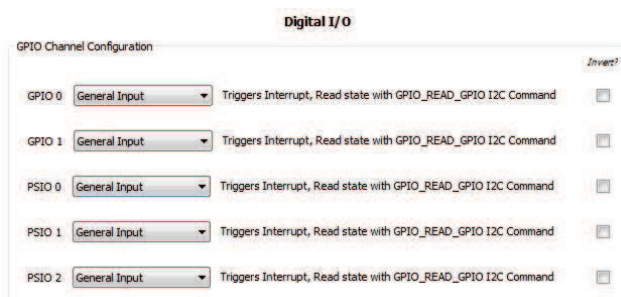 Digital I/O
GPIO Channel Configuration
Invert?
GPIO 0 General Input Triggers Interrupt, Read state with GPIO_READ_GPIO I2C Command
GPIO 1 General Input Triggers Interrupt, Read state with GPIO_READ_GPIO I2C Command
PSIO 0 General Input Triggers Interrupt, Read state with GPIO_READ_GPIO I2C Command
PSIO 1 General Input Triggers Interrupt, Read state with GPIO_READ_GPIO I2C Command
PSIO 2 General Input Triggers Interrupt, Read state with GPIO_READ_GPIO I2C Command